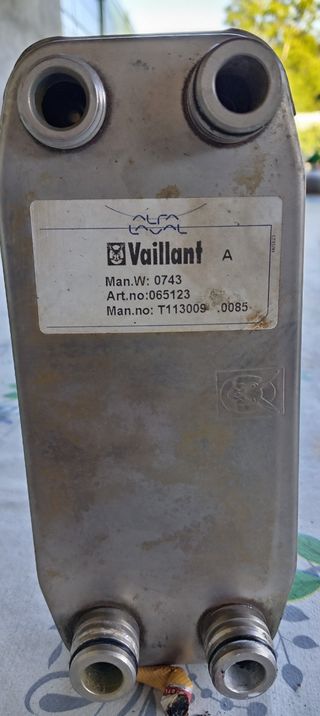 ALFA
LAVAL
Vaillant A
Man.W: 0743
Art.no:065123
Man.no: T113009 .0085